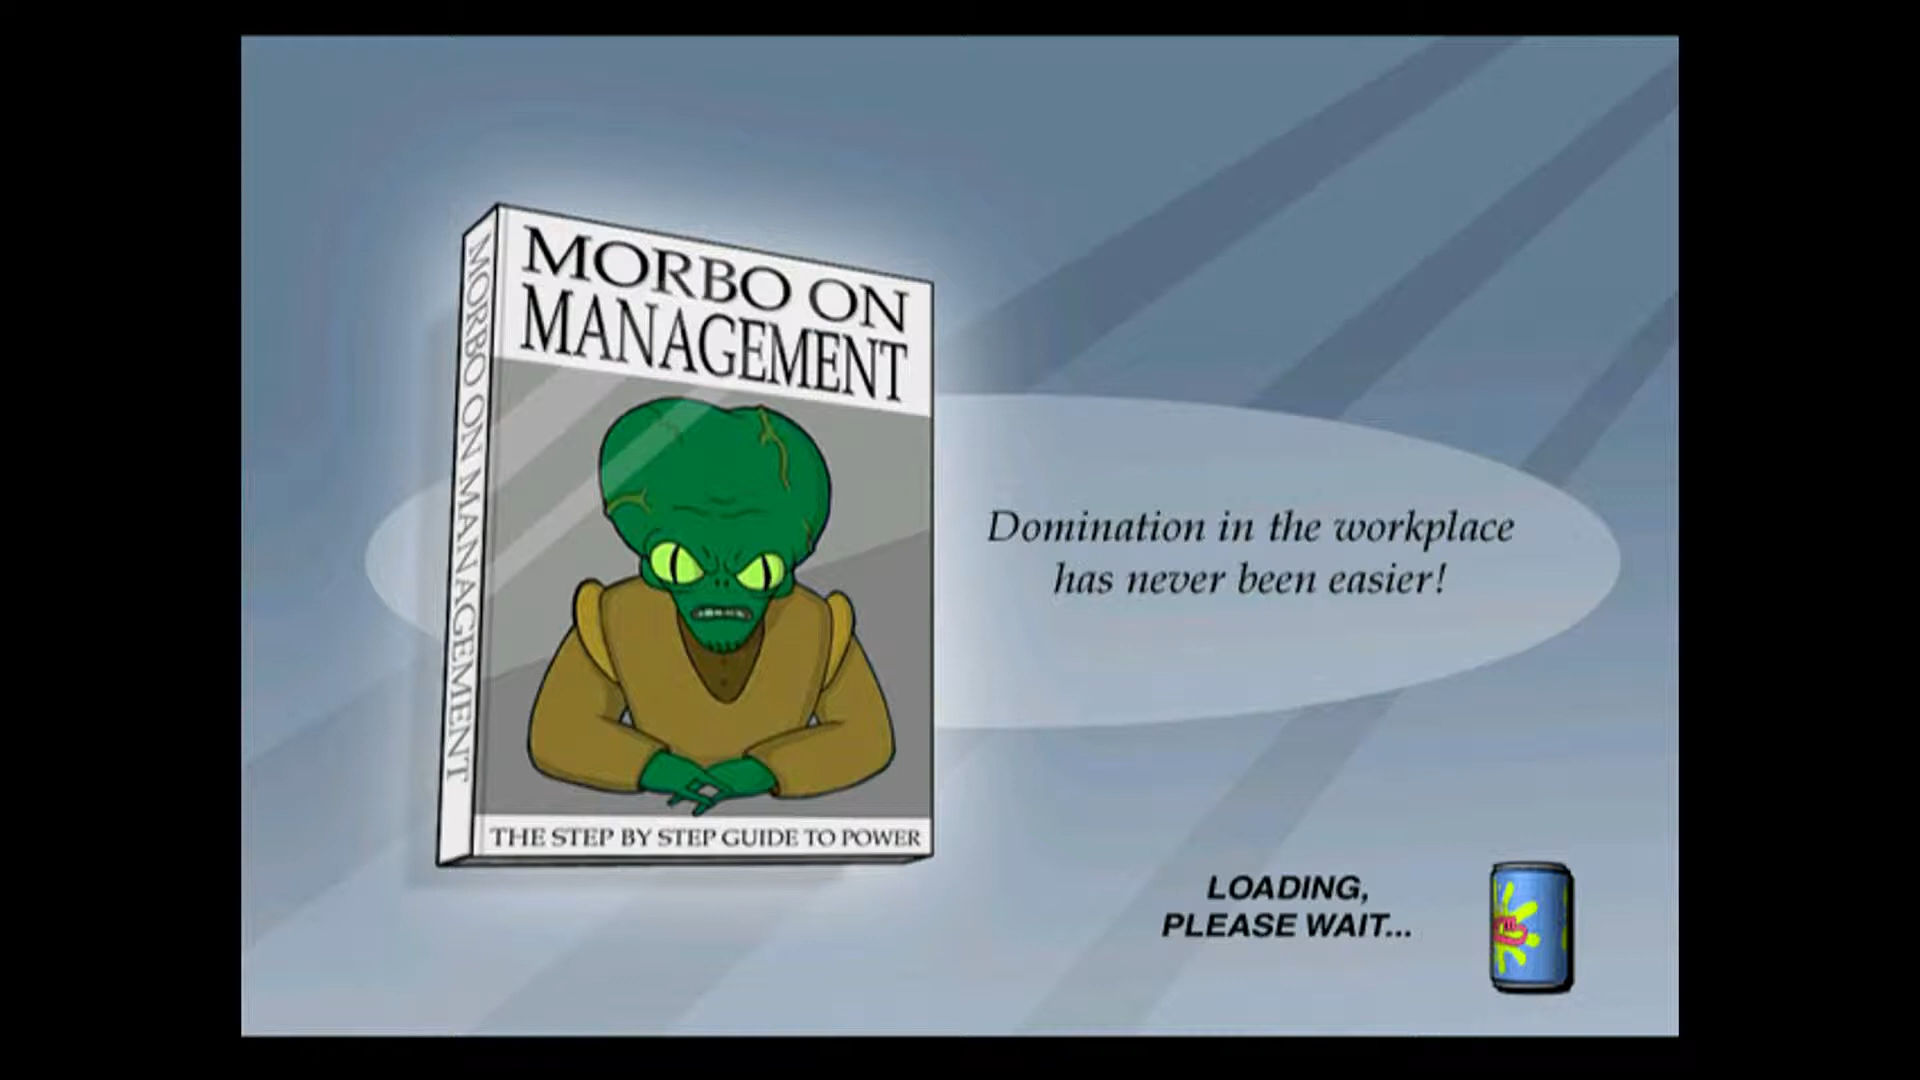 MORBO ON
MANAGEMENT
MORBO ON MANAGEMENT
THE STEP BY STEP GUIDE TO POWER
Domination in the workplace
has never been easier!
LOADING,
PLEASE WAIT...